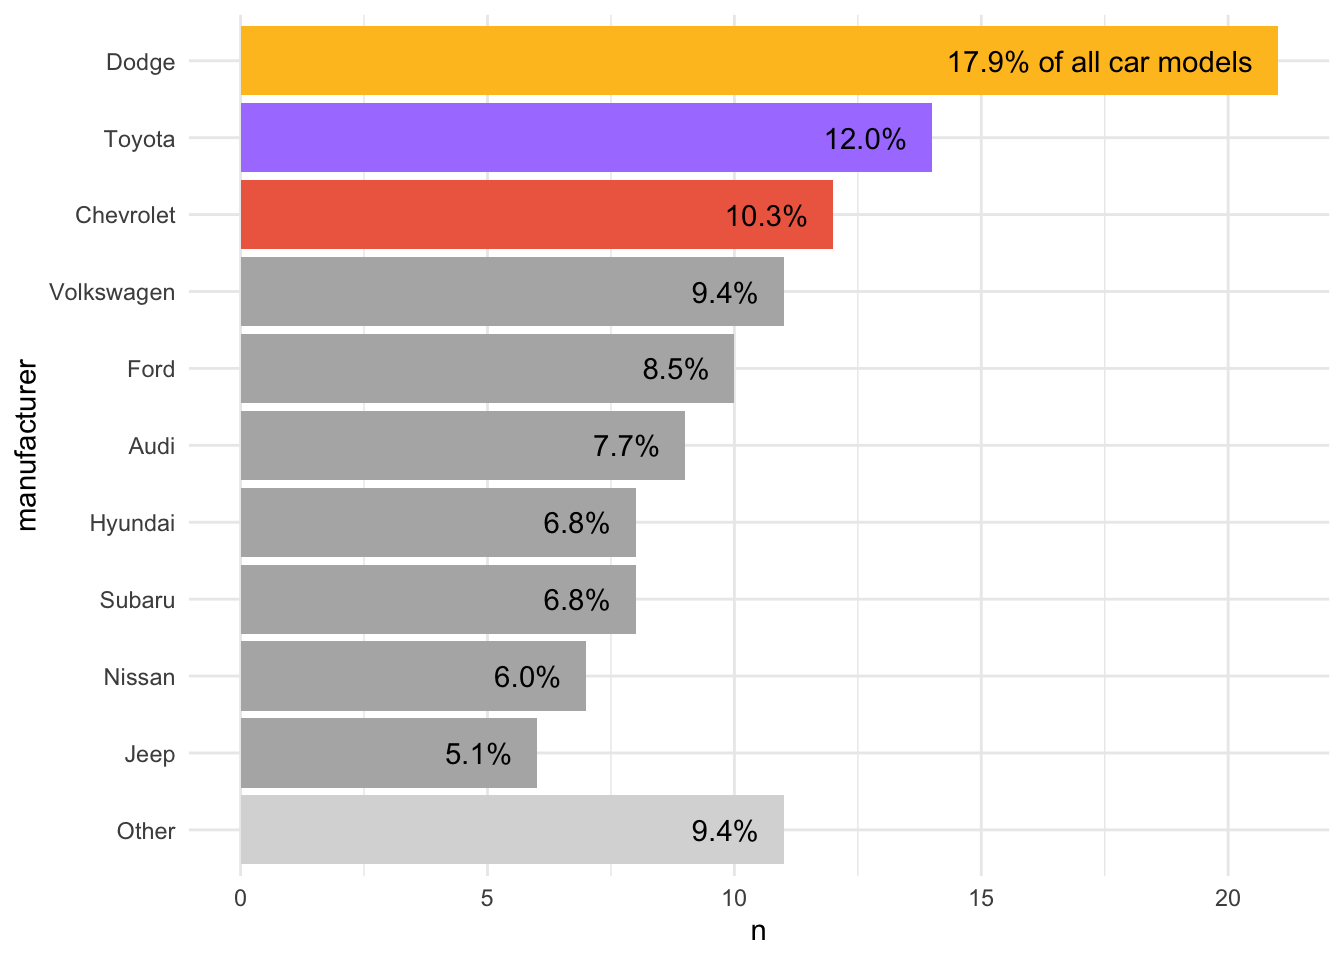 Dodge 17.9% of all car models
Toyota 12.0%
Chevrolet 10.3%
Volkswagen 9.4%
Ford 8.5%
Audi 7.7%
Hyundai 6.8%
Subaru 6.8%
Nissan 6.0%
Jeep 5.1%
Other 9.4%
manufacturer
0 5 10 15 20
n